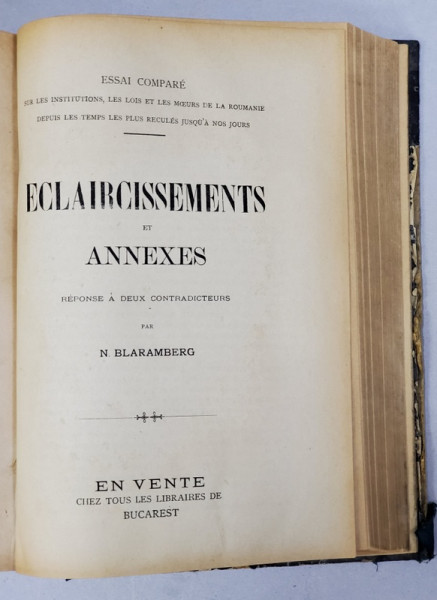 ESSAI COMPARÉ
SUR LES INSTITUTIONS, LES LOIS ET LES MŒURS DE LA ROUMANIE
DEPUIS LES TEMPS LES PLUS RECULÉS JUSQU'À NOS JOURS
ECLAIRCISSEMENTS
ET
ANNEXES
RÉPONSE À DEUX CONTRADICTEURS
PAR
N. BLARAMBERG
EN VENTE
CHEZ TOUS LES LIBRAIRES DE
BUCAREST